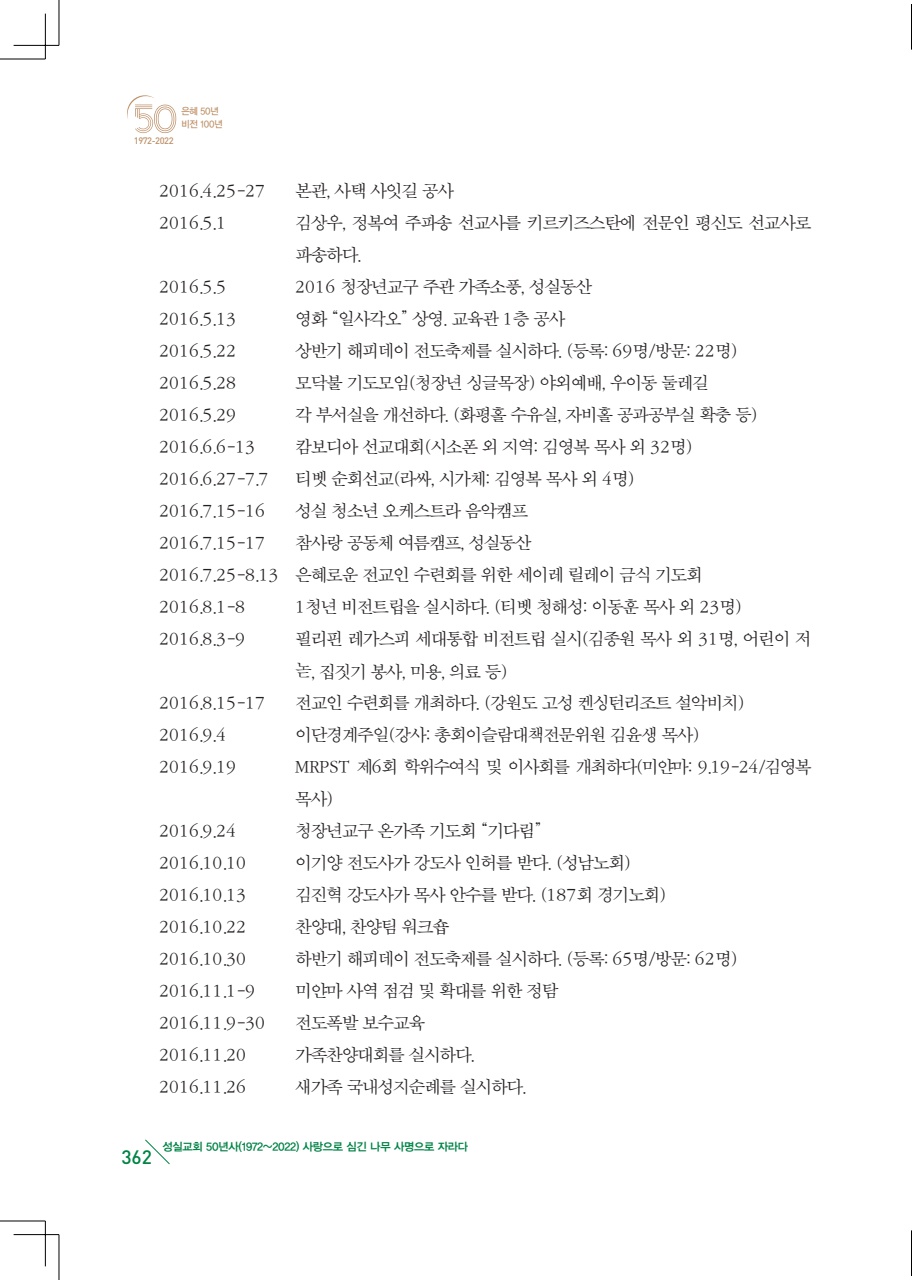 50 은혜 50년
비전 100년
1972-2022
2016.4.25-27 본관, 사택 사잇길 공사
2016.5.1 김상우, 정복여 주파송 선교사를 키르키즈스탄에 전문인 평신도 선교사로
파송하다.
2016.5.5 2016 청장년교구 주관 가족소풍, 성실동산
2016.5.13 영화 “일사각오” 상영. 교육관 1층 공사
2016.5.22 상반기 해피데이 전도축제를 실시하다. (등록: 69명/방문: 22명)
2016.5.28 모닥불 기도모임(청장년 싱글목장) 야외예배, 우이동 둘레길
2016.5.29 각 부서실을 개선하다. (화평홀 수유실, 자비홀 공과공부실 확충 등)
2016.6.6-13 캄보디아 선교대회(시소폰 외 지역: 김영복 목사 외 32명)
2016.6.27-7.7 티벳 순회선교(라싸, 시가체: 김영복 목사 외 4명)
2016.7.15-16 성실 청소년 오케스트라 음악캠프
2016.7.15-17 참사랑 공동체 여름캠프, 성실동산
2016.7.25-8.13 은혜로운 전교인 수련회를 위한 세이레 릴레이 금식 기도회
2016.8.1-8 1청년 비전트립을 실시하다. (티벳 청해성: 이동훈 목사 외 23명)
2016.8.3-9 필리핀 레가스피 세대통합 비전트립 실시(김종원 목사 외 31명, 어린이 저
녁, 집짓기 봉사, 미용, 의료 등)
2016.8.15-17 전교인 수련회를 개최하다. (강원도 고성 켄싱턴리조트 설악비치)
2016.9.4 이단경계주일(강사: 총회이슬람대책전문위원 김윤생 목사)
2016.9.19 MRPST 제6회 학위수여식 및 이사회를 개최하다(미얀마: 9.19-24/김영복
목사)
2016.9.24 청장년교구 온가족 기도회 “기다림”
2016.10.10 이기양 전도사가 강도사 인허를 받다. (성남노회)
2016.10.13 김진혁 강도사가 목사 안수를 받다. (187회 경기노회)
2016.10.22 찬양대, 찬양팀 워크숍
2016.10.30 하반기 해피데이 전도축제를 실시하다. (등록: 65명/방문: 62명)
2016.11.1-9 미얀마 사역 점검 및 확대를 위한 정탐
2016.11.9-30 전도폭발 보수교육
2016.11.20 가족찬양대회를 실시하다.
2016.11.26 새가족 국내성지순례를 실시하다.
362 성실교회 50년사(1972~2022) 사랑으로 심긴 나무 사명으로 자라다